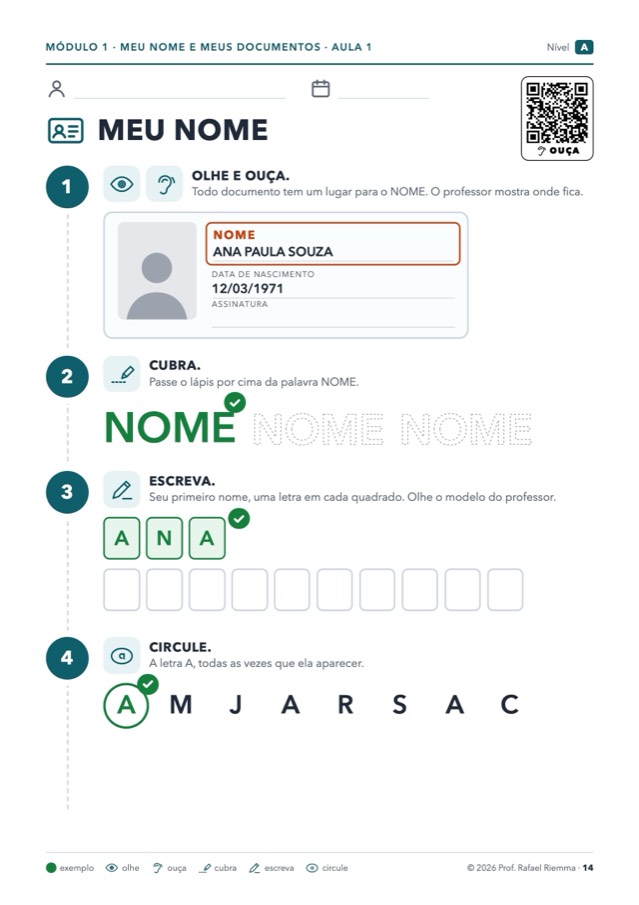 MÓDULO 1 · MEU NOME E MEUS DOCUMENTOS · AULA 1
Nível A
OUÇA
MEU NOME
1
OLHE E OUÇA.
Todo documento tem um lugar para o NOME. O professor mostra onde fica.
NOME
ANA PAULA SOUZA
DATA DE NASCIMENTO
12/03/1971
ASSINATURA
2
CUBRA.
Passe o lápis por cima da palavra NOME.
NOME NOME NOME
3
ESCREVA.
Seu primeiro nome, uma letra em cada quadrado. Olhe o modelo do professor.
A N A
4
a
CIRCULE.
A letra A, todas as vezes que ela aparecer.
A M J A R S A C
exemplo olhe ouça cubra escreva circule
© 2026 Prof. Rafael Riemma · 14